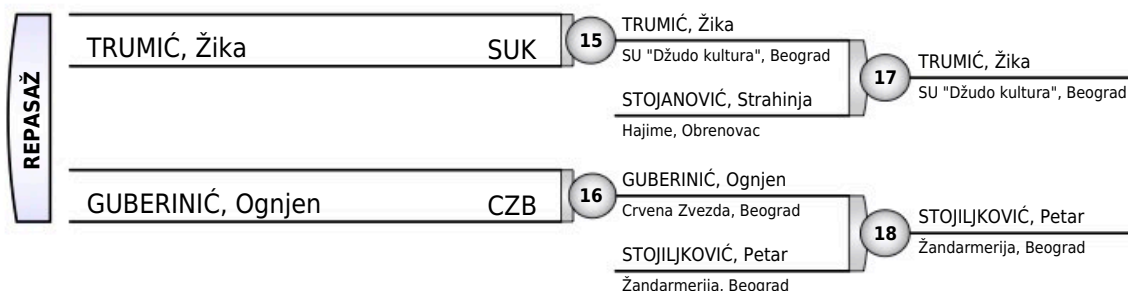 REPASAŽ
TRUMIĆ, Žika SUK
15
TRUMIĆ, Žika
SU "Džudo kultura", Beograd
STOJANOVIĆ, Strahinja
Hajime, Obrenovac
17
TRUMIĆ, Žika
SU "Džudo kultura", Beograd
GUBERINIĆ, Ognjen CZB
16
GUBERINIĆ, Ognjen
Crvena Zvezda, Beograd
STOJILJKOVIĆ, Petar
Žandarmerija, Beograd
18
STOJILJKOVIĆ, Petar
Žandarmerija, Beograd